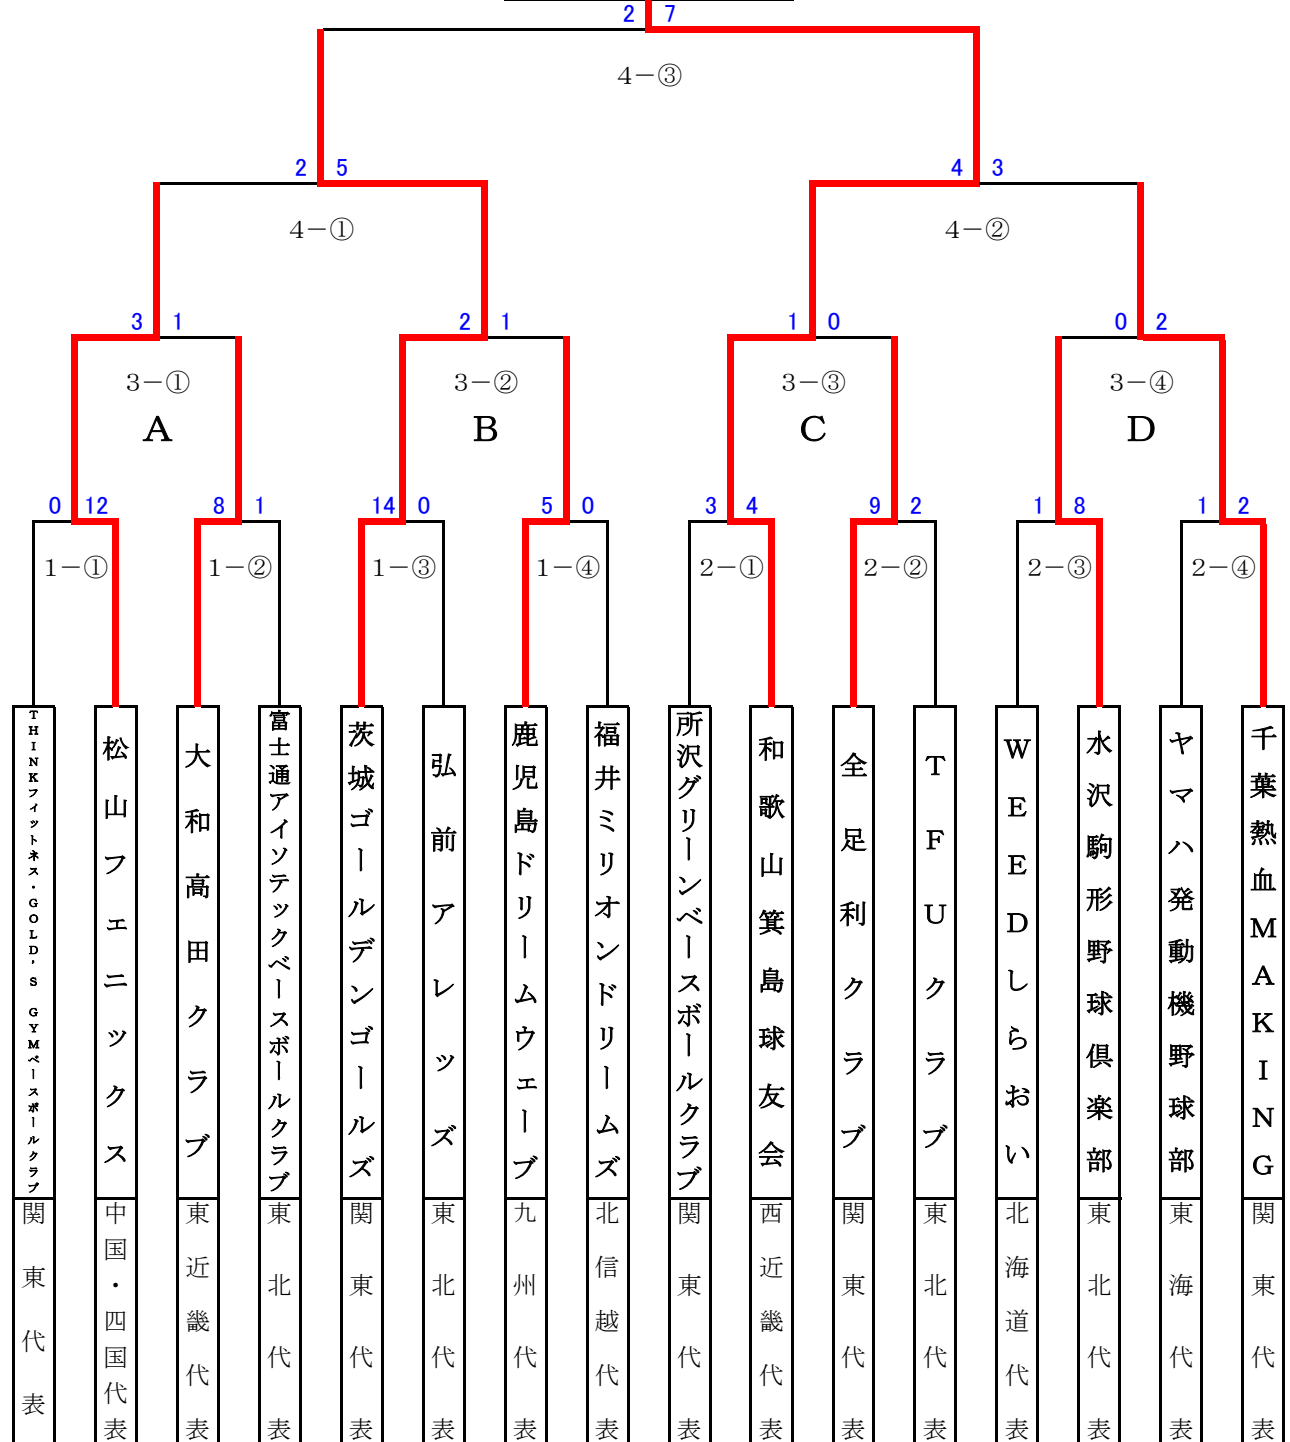 2 7
4－③
2 5
4 3
4－①
4－②
3 1
2 1
1 0
0 2
3－①
3－②
3－③
3－④
A
B
C
D
0 12
8 1
14 0
5 0
3 4
9 2
1 8
1 2
1－①
1－②
1－③
1－④
2－①
2－②
2－③
2－④
THINKフィットネス・GOLD'S GYMベースボールクラブ
松山フェニックス
大和高田クラブ
富士通アイソテックベースボールクラブ
茨城ゴールデンゴールズ
弘前アレッズ
鹿児島ドリームウェーブ
福井ミリオンドリームズ
所沢グリーンベースボールクラブ
和歌山箕島球友会
全足利クラブ
TFUクラブ
WEEDしらおい
水沢駒形野球倶楽部
ヤマハ発動機野球部
千葉熱血MAKING
関東代表
中国・四国代表
東近畿代表
東北代表
関東代表
東北代表
九州代表
北信越代表
関東代表
西近畿代表
関東代表
東北代表
北海道代表
東北代表
東海代表
関東代表